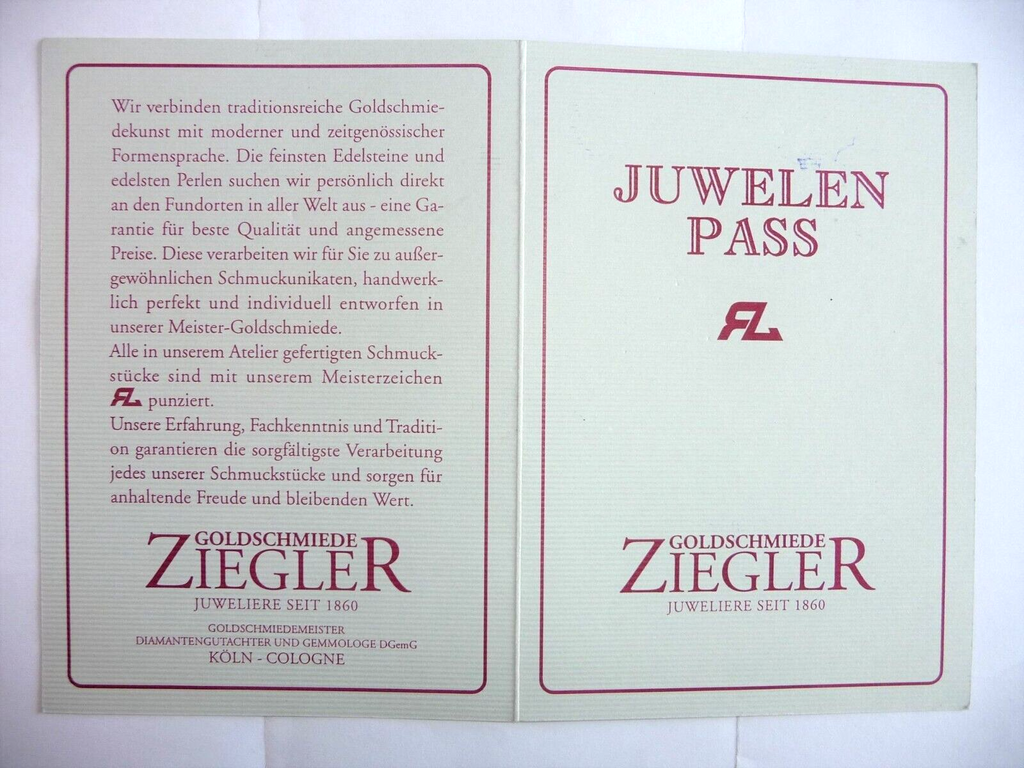 Wir verbinden traditionsreiche Goldschmie-
dekunst mit moderner und zeitgenössischer
Formensprache. Die feinsten Edelsteine und
edelsten Perlen suchen wir persönlich direkt
an den Fundorten in aller Welt aus - eine Ga-
rantie für beste Qualität und angemessene
Preise. Diese verarbeiten wir für Sie zu außer-
gewöhnlichen Schmuckunikaten, handwerk-
lich perfekt und individuell entworfen in
unserer Meister-Goldschmiede.
Alle in unserem Atelier gefertigten Schmuck-
stücke sind mit unserem Meisterzeichen
punziert.
Unsere Erfahrung, Fachkenntnis und Traditi-
on garantieren die sorgfältigste Verarbeitung
jedes unserer Schmuckstücke und sorgen für
anhaltende Freude und bleibenden Wert.
GOLDSCHMIEDE
ZIEGLER
JUWELIERE SEIT 1860
GOLDSCHMIEDEMEISTER
DIAMANTENGUTACHTER UND GEMMOLOGE DGemG
KÖLN - COLOGNE
JUWELEN
PASS
GOLDSCHMIEDE
ZIEGLER
JUWELIERE SEIT 1860